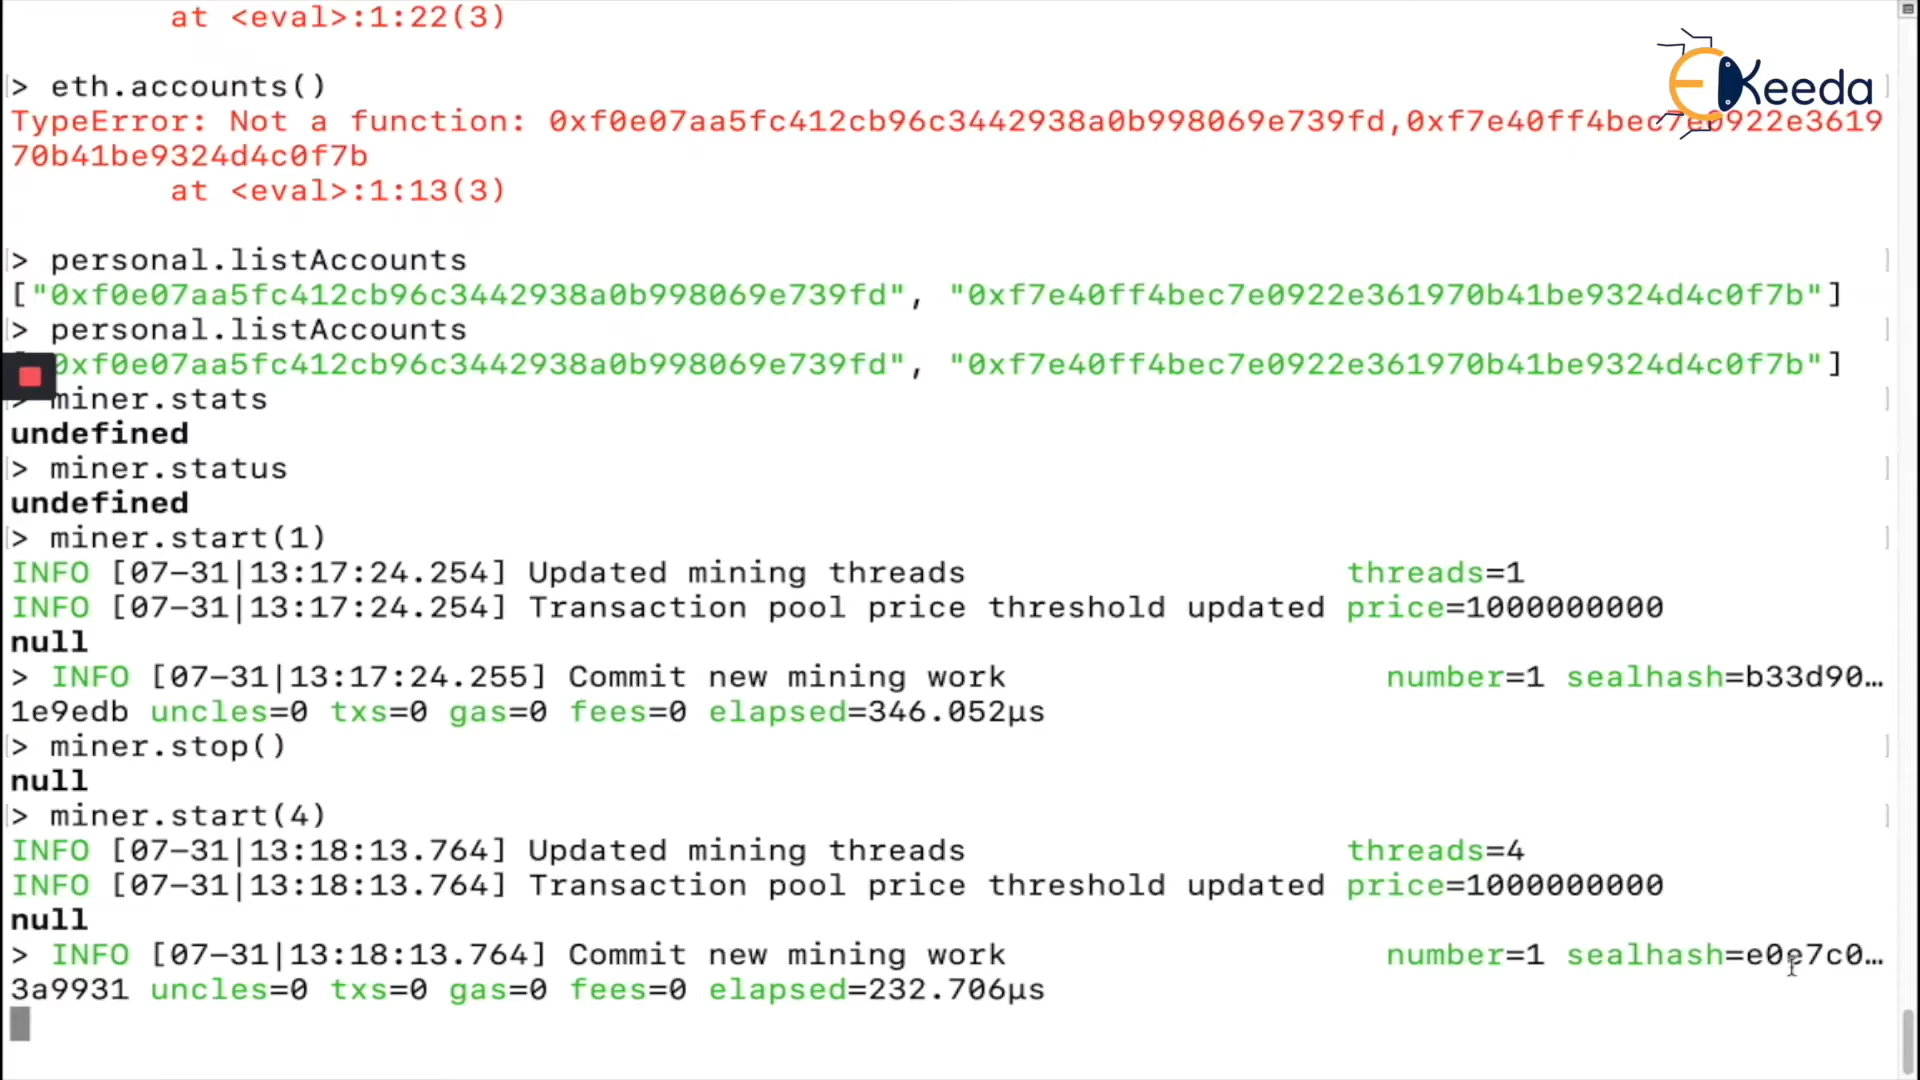 at <eval>:1:22(3)
> eth.accounts()
TypeError: Not a function: 0xf0e07aa5fc412cb96c3442938a0b998069e739fd,0xf7e40ff4bec7e0922e3619
70b41be9324d4c0f7b
at <eval>:1:13(3)
> personal.listAccounts
["0xf0e07aa5fc412cb96c3442938a0b998069e739fd", "0xf7e40ff4bec7e0922e361970b41be9324d4c0f7b"]
> personal.listAccounts
0xf0e07aa5fc412cb96c3442938a0b998069e739fd", "0xf7e40ff4bec7e0922e361970b41be9324d4c0f7b"]
> miner.stats
undefined
> miner.status
undefined
> miner.start(1)
INFO [07-31|13:17:24.254] Updated mining threads threads=1
INFO [07-31|13:17:24.254] Transaction pool price threshold updated price=1000000000
null
> INFO [07-31|13:17:24.255] Commit new mining work number=1 sealhash=b33d90…
1e9edb uncles=0 txs=0 gas=0 fees=0 elapsed=346.052µs
> miner.stop()
null
> miner.start(4)
INFO [07-31|13:18:13.764] Updated mining threads threads=4
INFO [07-31|13:18:13.764] Transaction pool price threshold updated price=1000000000
null
> INFO [07-31|13:18:13.764] Commit new mining work number=1 sealhash=e0e7c0…
3a9931 uncles=0 txs=0 gas=0 fees=0 elapsed=232.706µs
EKeeda